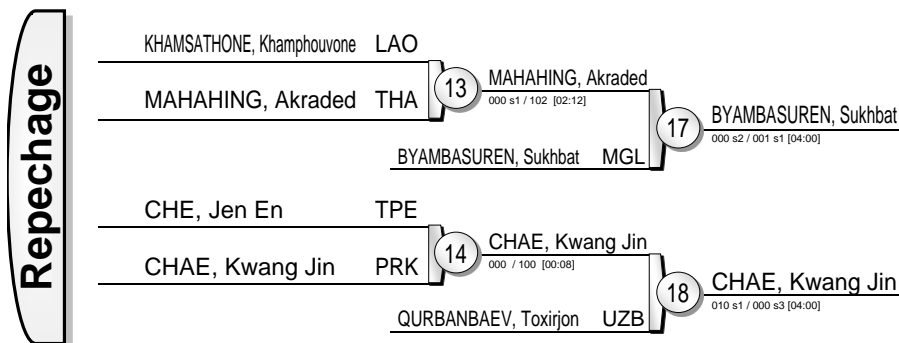 Repechage
KHAMSATHONE, Khamphouvone LAO
MAHAHING, Akraded THA
13
MAHAHING, Akraded
000 s1 / 102 [02:12]
BYAMBASUREN, Sukhbat MGL
17
BYAMBASUREN, Sukhbat
000 s2 / 001 s1 [04:00]
CHE, Jen En TPE
CHAE, Kwang Jin PRK
14
CHAE, Kwang Jin
000 / 100 [00:08]
QURBANBAEV, Toxirjon UZB
18
CHAE, Kwang Jin
010 s1 / 000 s3 [04:00]